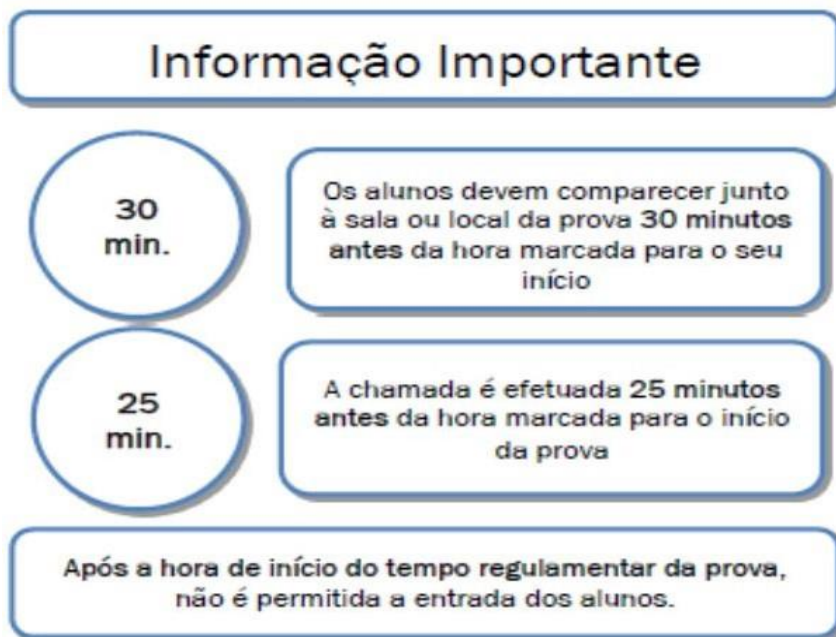 Informação Importante
30
min.
Os alunos devem comparecer junto
à sala ou local da prova 30 minutos
antes da hora marcada para o seu
início
25
min.
A chamada é efetuada 25 minutos
antes da hora marcada para o início
da prova
Após a hora de início do tempo regulamentar da prova,
não é permitida a entrada dos alunos.